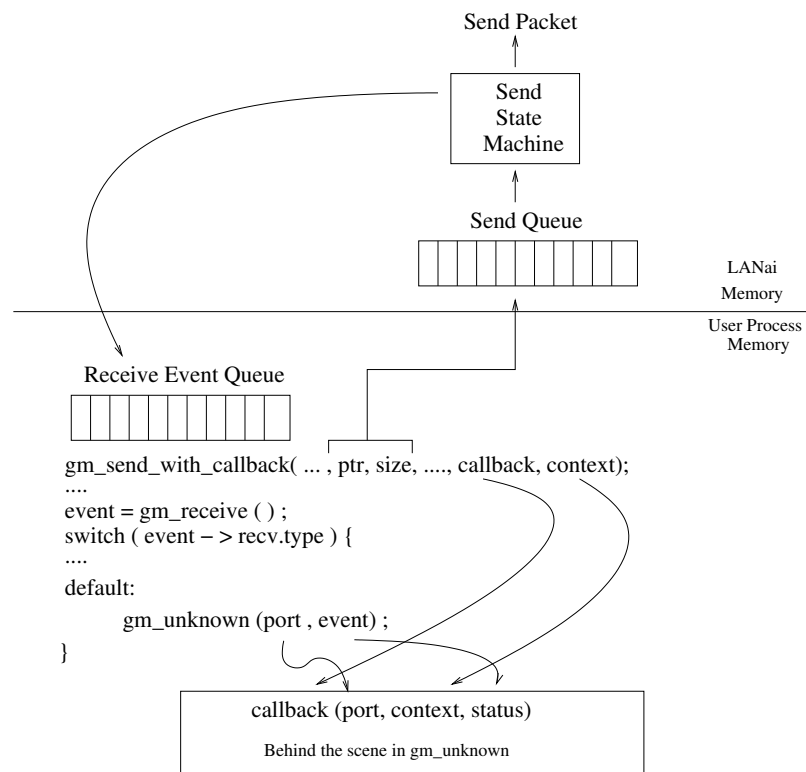 Send Packet
Send
State
Machine
Send Queue
LANai
Memory
User Process
Memory
Receive Event Queue
gm_send_with_callback( ... , ptr, size, ...., callback, context);
....
event = gm_receive ( ) ;
switch ( event - > recv.type ) {
....
default:
gm_unknown (port , event) ;
}
callback (port, context, status)
Behind the scene in gm_unknown